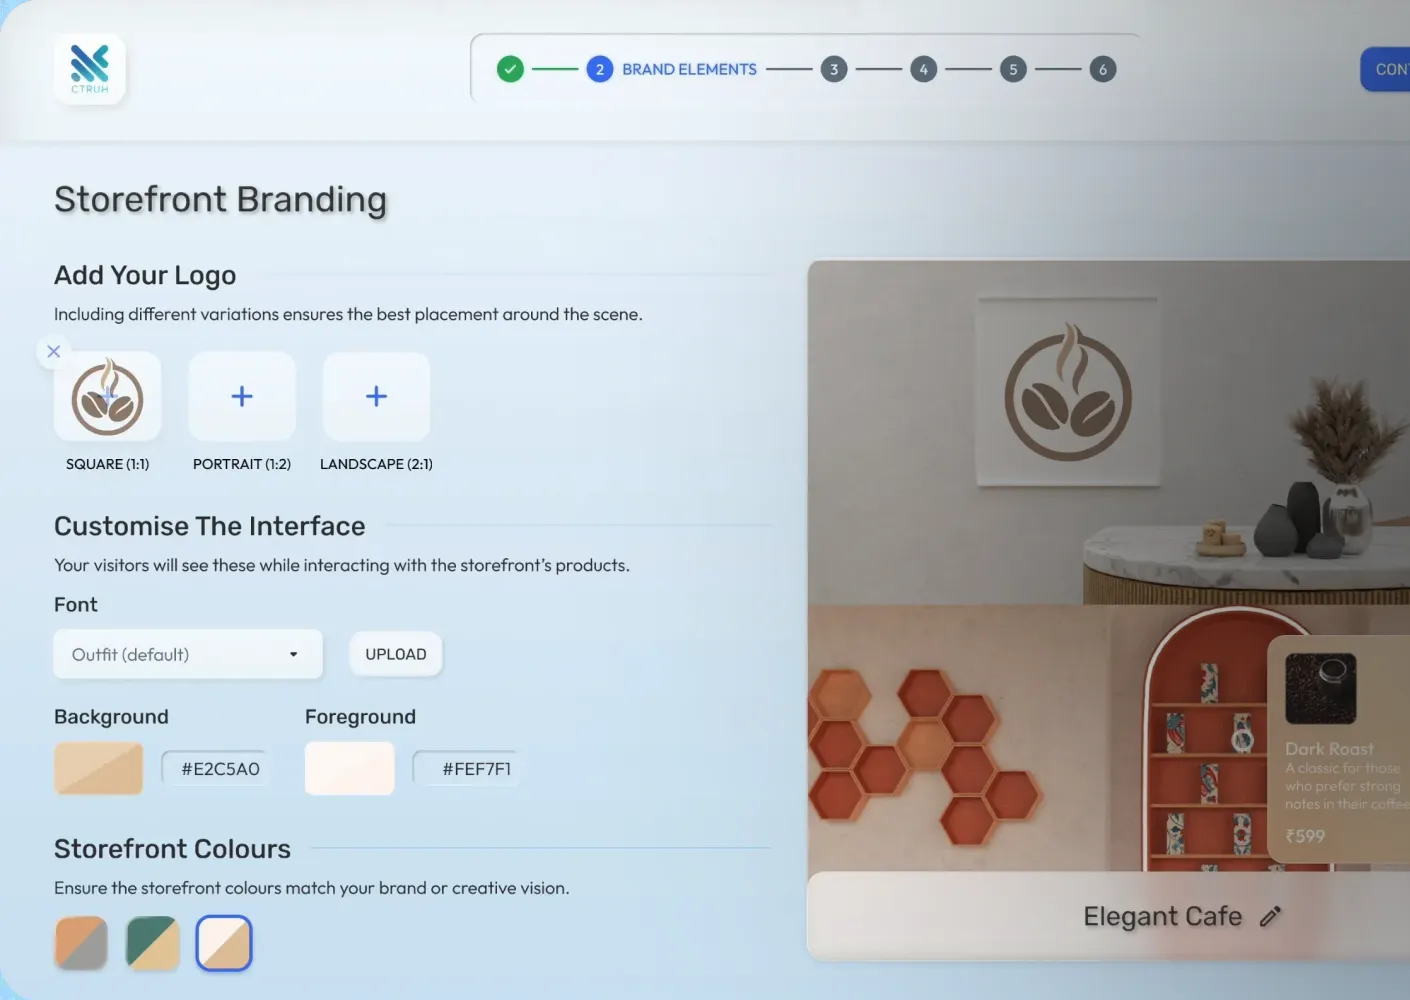 CTRUH
2 BRAND ELEMENTS 3 4 5 6
Storefront Branding
Add Your Logo
Including different variations ensures the best placement around the scene.
SQUARE (1:1) PORTRAIT (1:2) LANDSCAPE (2:1)
Customise The Interface
Your visitors will see these while interacting with the storefront's products.
Font
Outfit (default) UPLOAD
Background Foreground
#E2C5A0 #FEF7F1
Storefront Colours
Ensure the storefront colours match your brand or creative vision.
Dark Roast
A classic for those
who prefer strong
notes in their coffee
₹599
Elegant Cafe